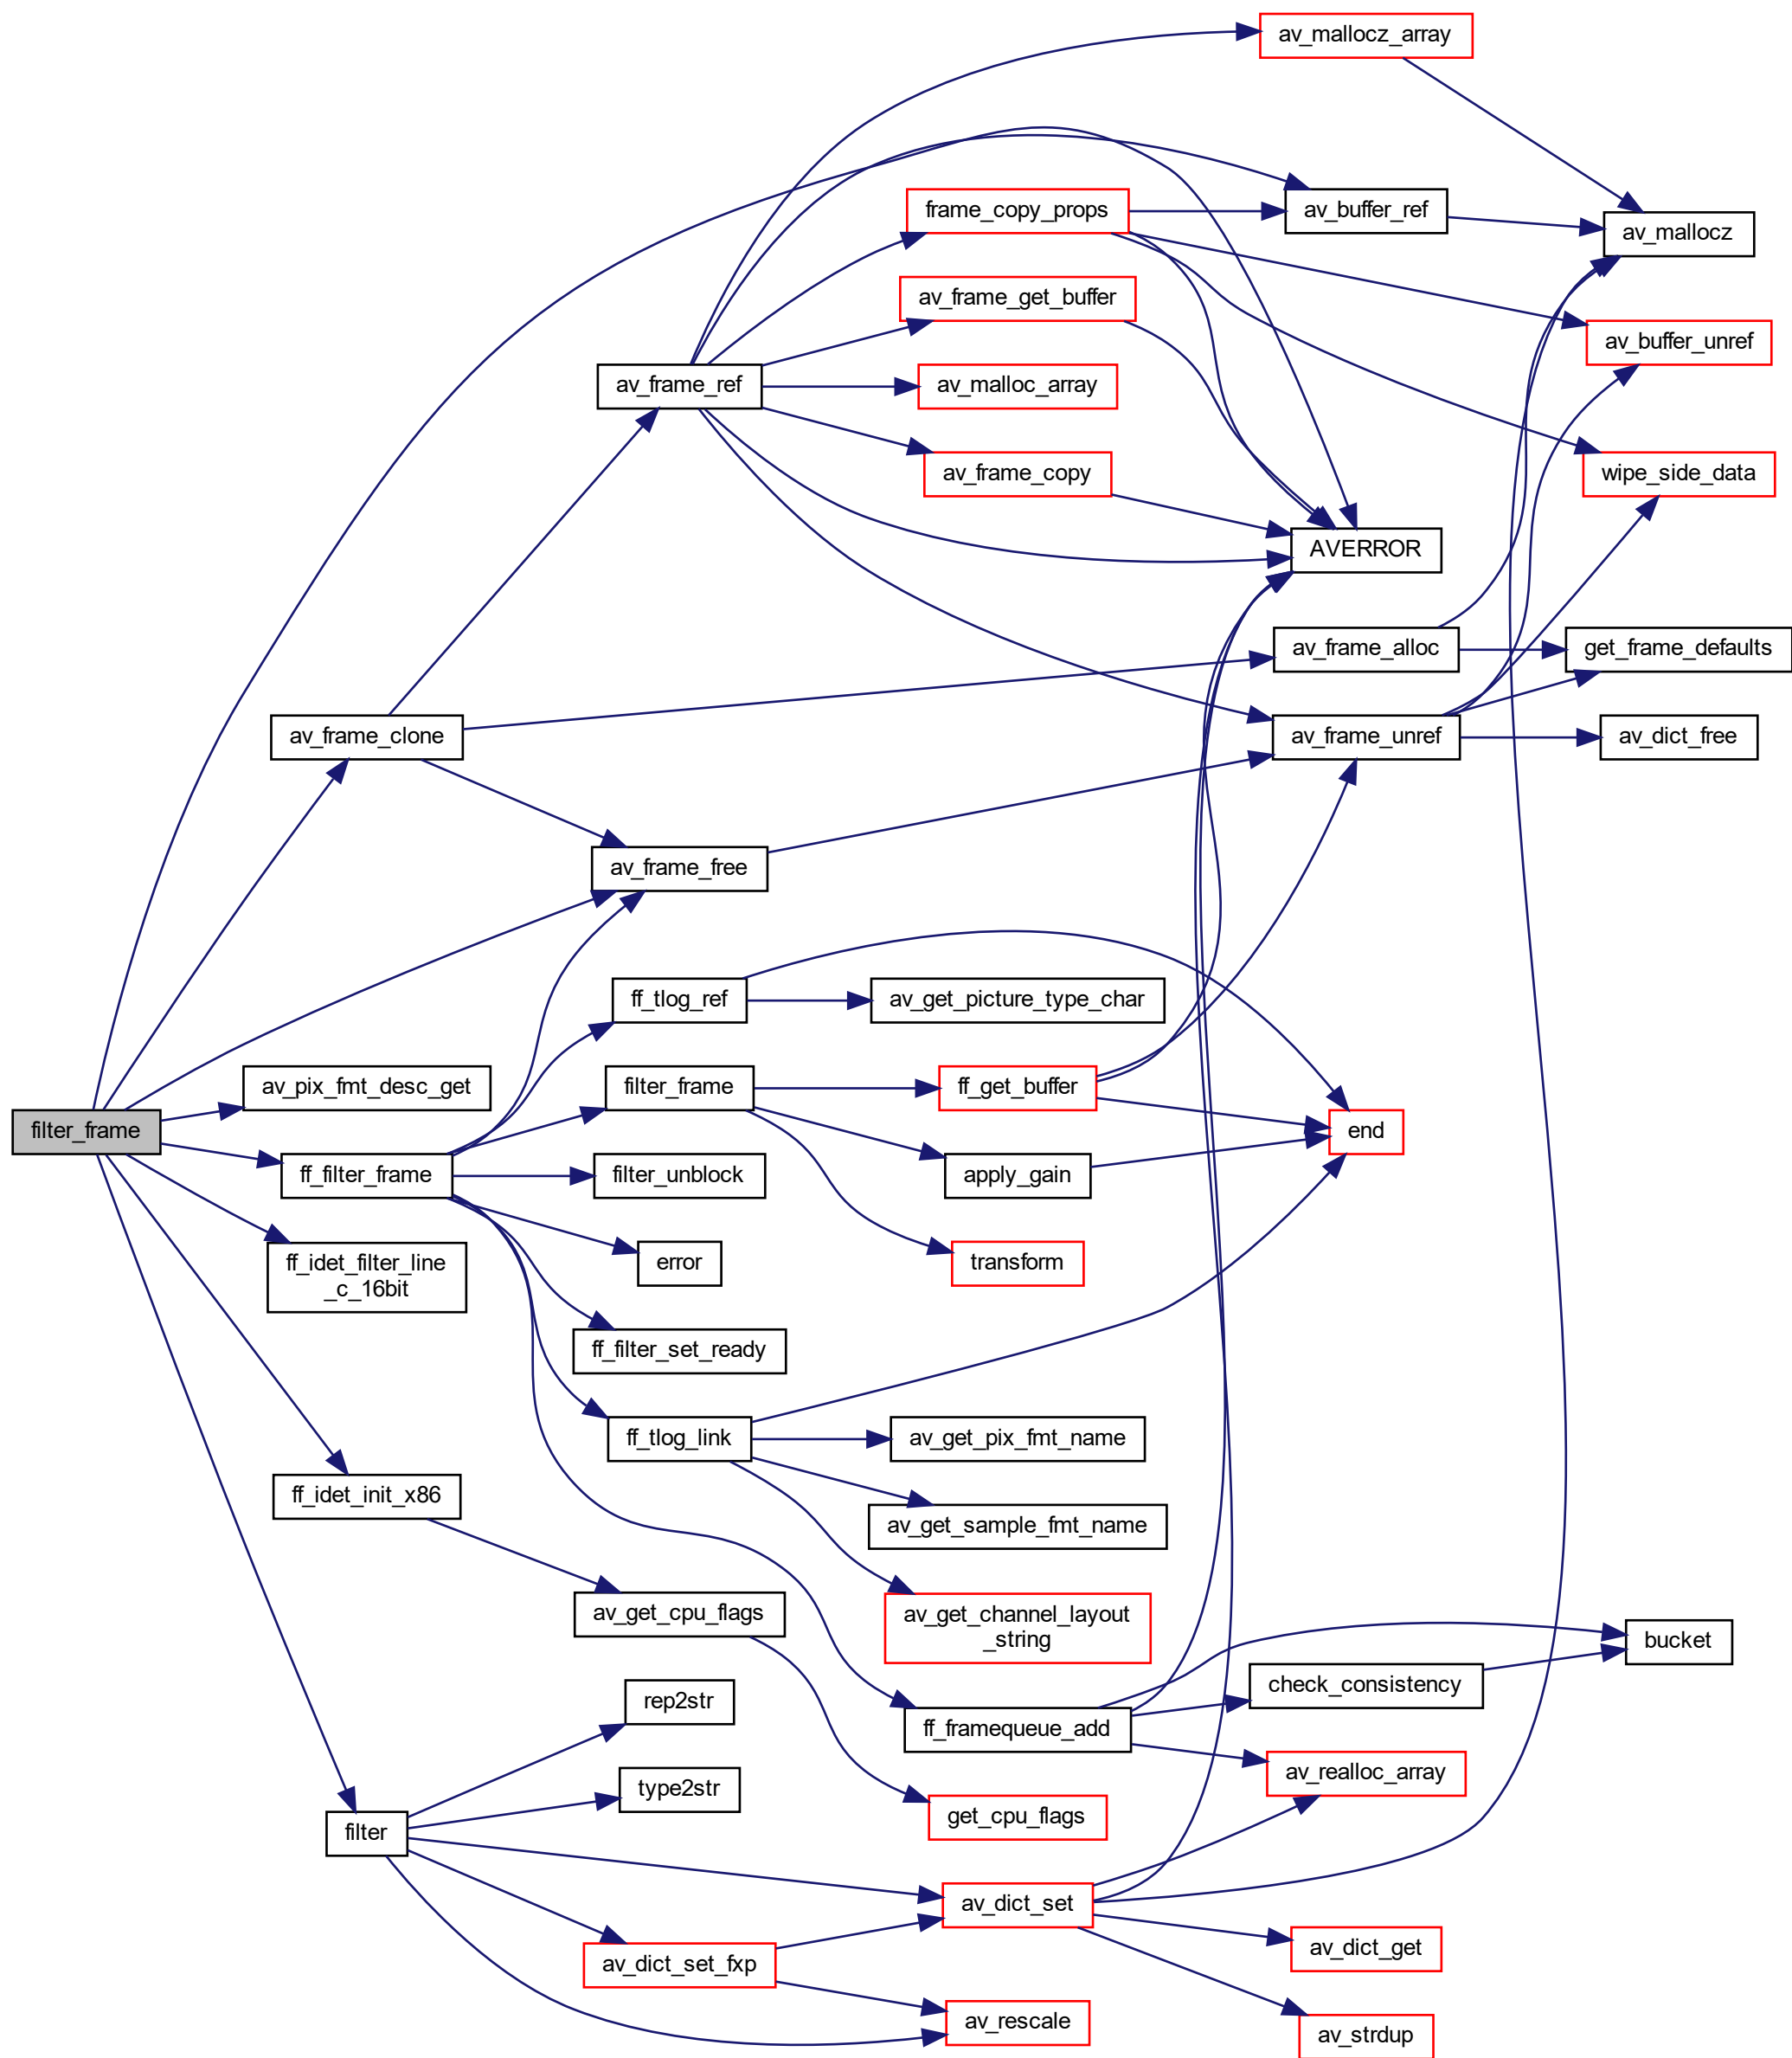 av_mallocz_array
frame_copy_props
av_buffer_ref
av_mallocz
av_frame_get_buffer
av_buffer_unref
av_frame_ref
av_malloc_array
av_frame_copy
wipe_side_data
AVERROR
av_frame_alloc
get_frame_defaults
av_frame_clone
av_frame_unref
av_dict_free
av_frame_free
ff_tlog_ref
av_get_picture_type_char
av_pix_fmt_desc_get
filter_frame
ff_get_buffer
filter_frame
end
ff_filter_frame
filter_unblock
apply_gain
ff_idet_filter_line
_c_16bit
error
transform
ff_filter_set_ready
ff_tlog_link
av_get_pix_fmt_name
ff_idet_init_x86
av_get_sample_fmt_name
av_get_cpu_flags
av_get_channel_layout
_string
bucket
rep2str
check_consistency
ff_framequeue_add
type2str
av_realloc_array
filter
get_cpu_flags
av_dict_set
av_dict_get
av_dict_set_fxp
av_rescale
av_strdup